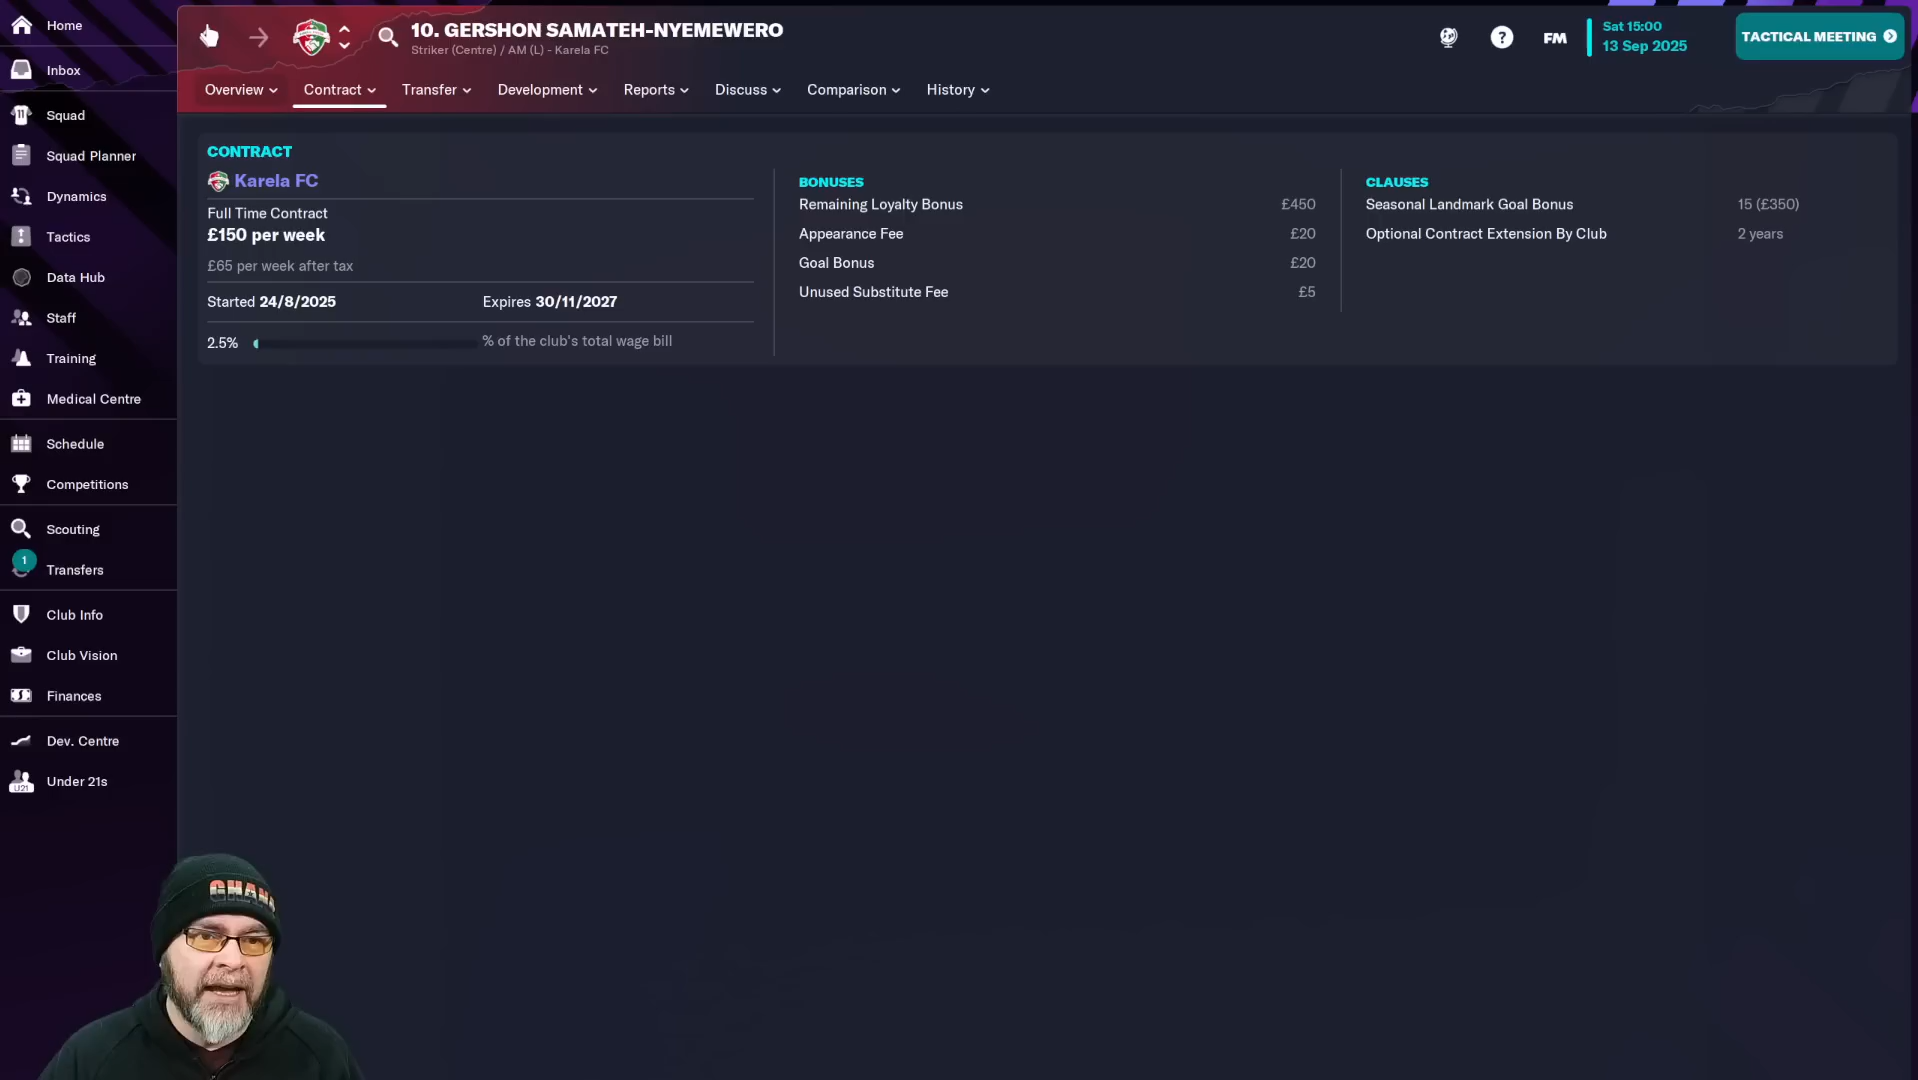 Home
Inbox
Squad
Squad Planner
Dynamics
Tactics
Data Hub
Staff
Training
Medical Centre
Schedule
Competitions
Scouting
1
Transfers
Club Info
Club Vision
Finances
Dev. Centre
U21
Under 21s
10. GERSHON SAMATEH-NYEMEWERO
Striker (Centre) / AM (L) - Karela FC
FM
Sat 15:00
13 Sep 2025
TACTICAL MEETING
Overview
Contract
Transfer
Development
Reports
Discuss
Comparison
History
CONTRACT
Karela FC
Full Time Contract
£150 per week
£65 per week after tax
Started 24/8/2025
Expires 30/11/2027
2.5%
% of the club's total wage bill
BONUSES
Remaining Loyalty Bonus £450
Appearance Fee £20
Goal Bonus £20
Unused Substitute Fee £5
CLAUSES
Seasonal Landmark Goal Bonus 15 (£350)
Optional Contract Extension By Club 2 years